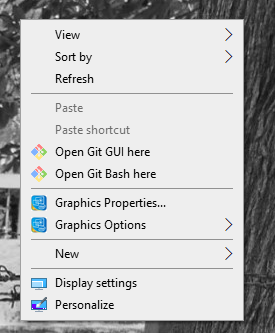 View
Sort by
Refresh
Paste
Paste shortcut
Open Git GUI here
Open Git Bash here
Graphics Properties...
Graphics Options
New
Display settings
Personalize